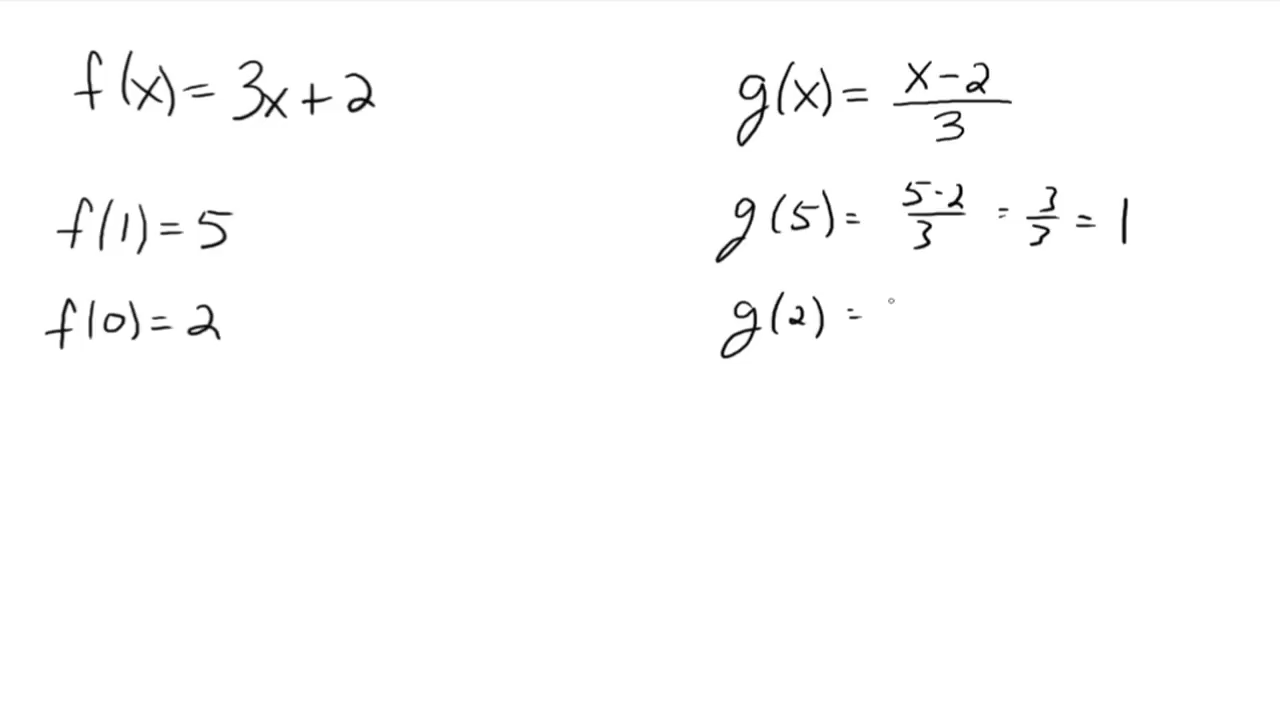 f(x) = 3x + 2
f(1) = 5
f(0) = 2
g(x) = x - 2 / 3
g(5) = 5 - 2 / 3 = 3 / 3 = 1
g(2) =